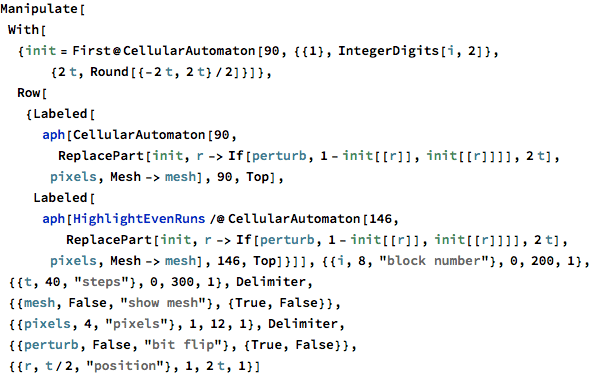 Manipulate[
With[
{init = First@CellularAutomaton[90, {{1}, IntegerDigits[i, 2]},
{2 t, Round[{-2 t, 2 t} / 2]}]},
Row[
{Labeled[
aph[CellularAutomaton[90,
ReplacePart[init, r -> If[perturb, 1 - init[[r]], init[[r]]]], 2 t],
pixels, Mesh -> mesh], 90, Top],
Labeled[
aph[HighlightEvenRuns /@ CellularAutomaton[146,
ReplacePart[init, r -> If[perturb, 1 - init[[r]], init[[r]]]], 2 t],
pixels, Mesh -> mesh], 146, Top]}]], {{i, 8, "block number"}, 0, 200, 1},
{{t, 40, "steps"}, 0, 300, 1}, Delimiter,
{{mesh, False, "show mesh"}, {True, False}},
{{pixels, 4, "pixels"}, 1, 12, 1}, Delimiter,
{{perturb, False, "bit flip"}, {True, False}},
{{r, t / 2, "position"}, 1, 2 t, 1}]